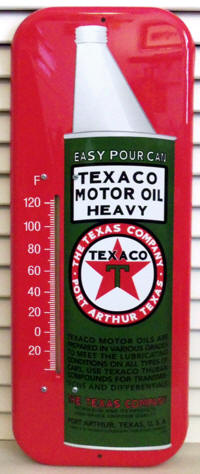 EASY POUR CAN
TEXACO
MOTOR OIL
HEAVY
F°
120
100
80
60
40
20
0
20
THE TEXAS COMPANY
TEXACO
T
PORT ARTHUR TEXAS
TEXACO MOTOR OILS ARE
PREPARED IN VARIOUS GRADES
TO MEET THE LUBRICATING
CONDITIONS ON ALL TYPES OF
CARS. USE TEXACO THUBAN
COMPOUNDS FOR TRANSMIS
AND DIFFERENTIALS
THE TEXAS COMPANY
PORT ARTHUR, TEXAS, U.S.A.